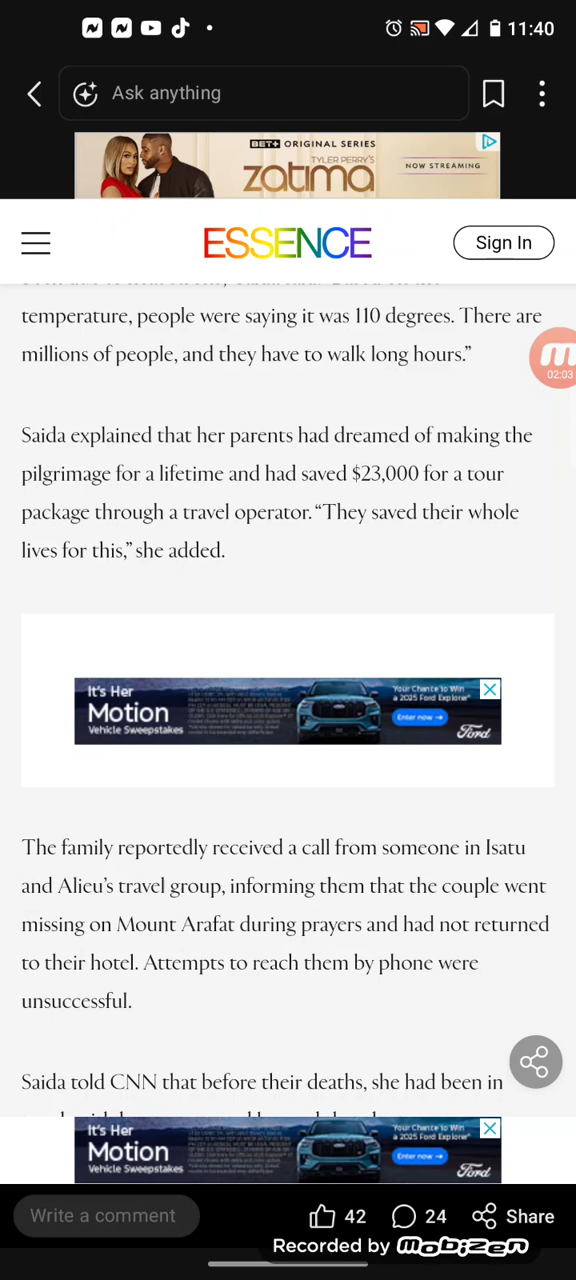 11:40
Ask anything
BET+ ORIGINAL SERIES
TYLER PERRY'S
zatima
NOW STREAMING
ESSENCE
Sign In
temperature, people were saying it was 110 degrees. There are
millions of people, and they have to walk long hours.”
02:03
Saida explained that her parents had dreamed of making the
pilgrimage for a lifetime and had saved $23,000 for a tour
package through a travel operator. “They saved their whole
lives for this,” she added.
It's Her
Motion
Vehicle Sweepstakes
Your Chance to Win
a 2025 Ford Explorer
Enter now →
Ford
The family reportedly received a call from someone in Isatu
and Alieu’s travel group, informing them that the couple went
missing on Mount Arafat during prayers and had not returned
to their hotel. Attempts to reach them by phone were
unsuccessful.
Saida told CNN that before their deaths, she had been in
It's Her
Motion
Vehicle Sweepstakes
Your Chance to Win
a 2025 Ford Explorer
Enter now →
Ford
Write a comment
42
24
Share
Recorded by mobizen